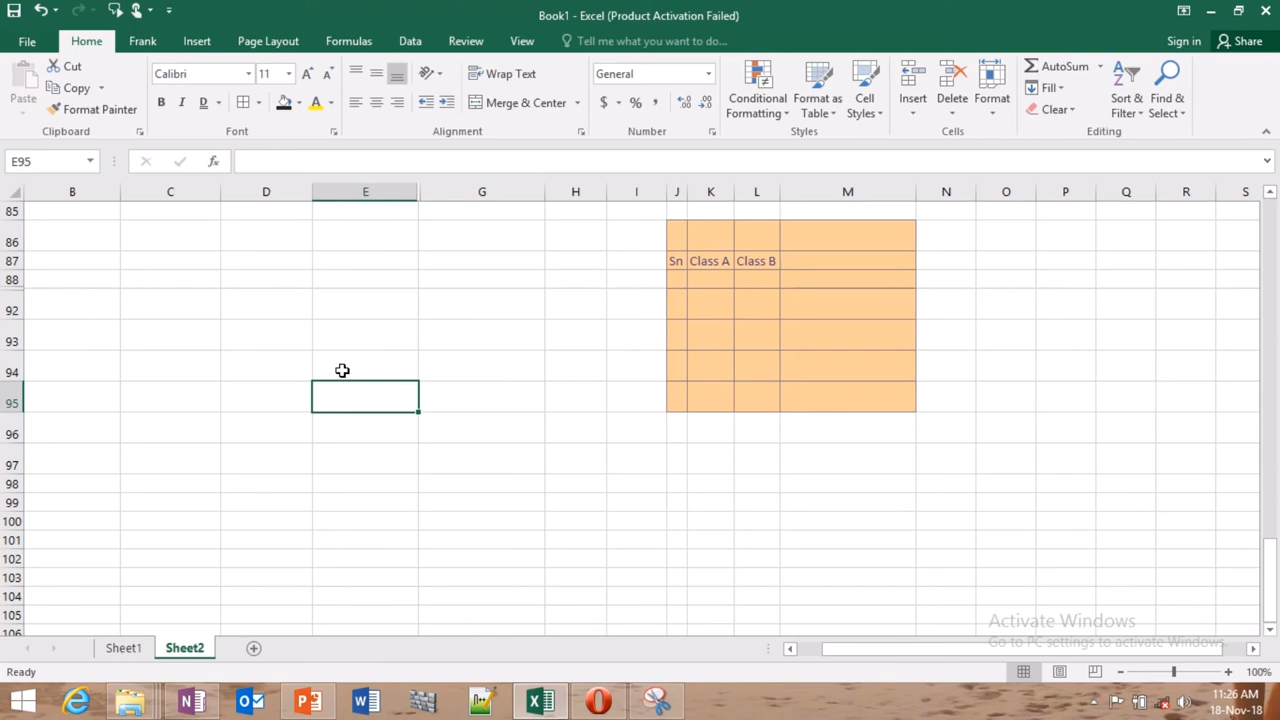 Book1 - Excel (Product Activation Failed)
File Home Frank Insert Page Layout Formulas Data Review View Tell me what you want to do... Sign in Share
Paste Cut Copy Format Painter Clipboard
Calibri 11 B I D A Font
Wrap Text Merge & Center Alignment
General $ % , Number
Conditional Formatting Format as Table Cell Styles Styles
Insert Delete Format Cells
AutoSum Fill Clear Sort & Filter Find & Select Editing
E95 fx
B C D E G H I J K L M N O P Q R S
85
86
87 Sn Class A Class B
88
92
93
94
95
96
97
98
99
100
101
102
103
104
105
106
Activate Windows
Go to PC settings to activate Windows.
Sheet1 Sheet2
Ready 100%
11:26 AM
18-Nov-18